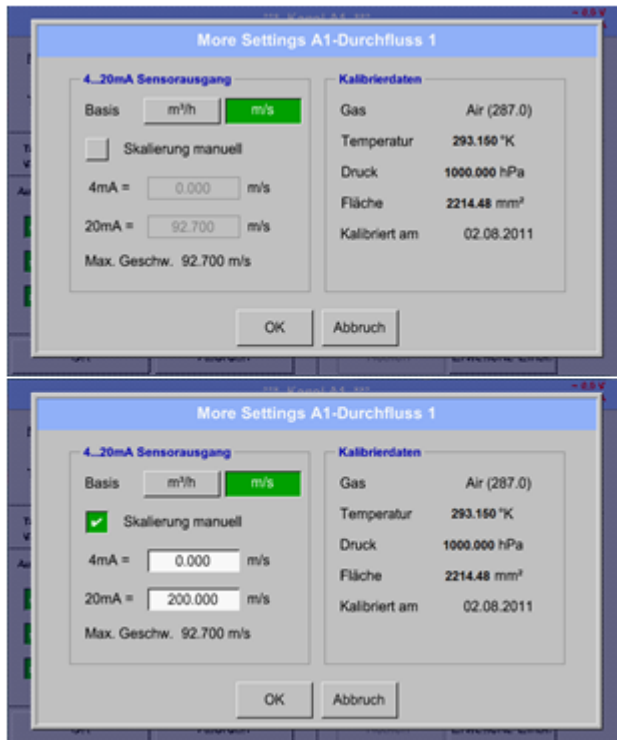 *** Kanal A1 ***
More Settings A1-Durchfluss 1
4...20mA Sensorausgang
Basis m³/h m/s
Skalierung manuell
4mA = 0.000 m/s
20mA = 92.700 m/s
Max. Geschw. 92.700 m/s
Kalibrierdaten
Gas Air (287.0)
Temperatur 293.150 °K
Druck 1000.000 hPa
Fläche 2214.48 mm²
Kalibriert am 02.08.2011
OK Abbruch
More Settings A1-Durchfluss 1
4...20mA Sensorausgang
Basis m³/h m/s
Skalierung manuell
4mA = 0.000 m/s
20mA = 200.000 m/s
Max. Geschw. 92.700 m/s
Kalibrierdaten
Gas Air (287.0)
Temperatur 293.150 °K
Druck 1000.000 hPa
Fläche 2214.48 mm²
Kalibriert am 02.08.2011
OK Abbruch